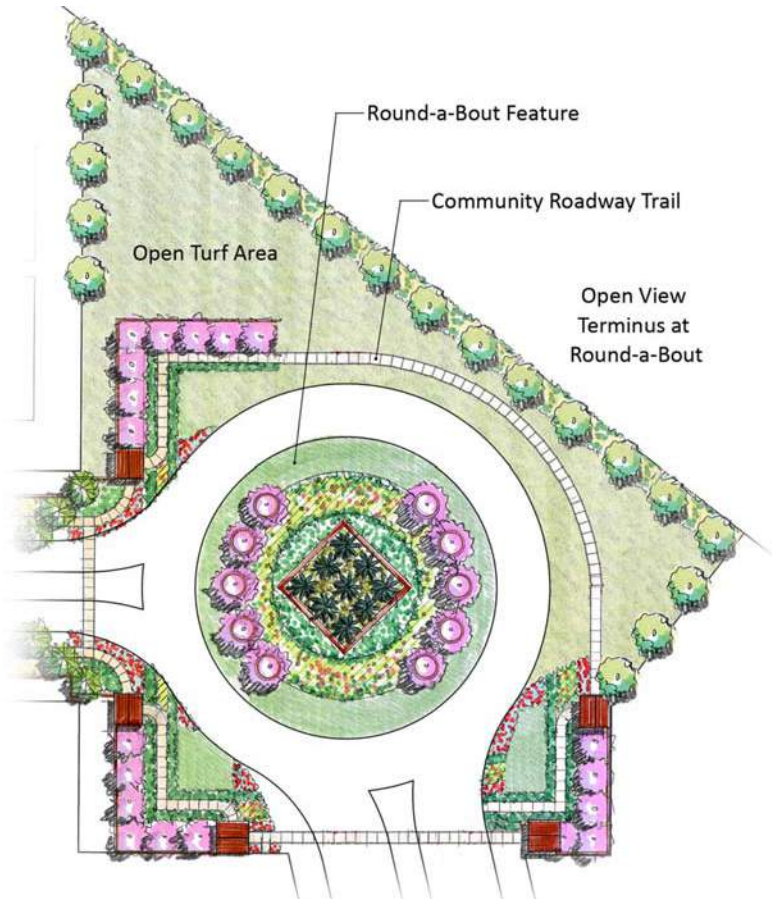 Round-a-Bout Feature
Community Roadway Trail
Open Turf Area
Open View
Terminus at
Round-a-Bout